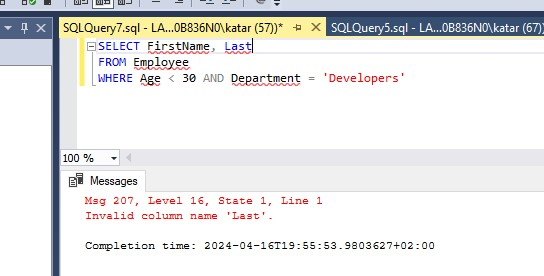 SQLQuery7.sql - LA...0B836N0\katar (57))*
SQLQuery5.sql - LA...0B836N0\katar (67))
SELECT FirstName, Last
FROM Employee
WHERE Age < 30 AND Department = 'Developers'
100 %
Messages
Msg 207, Level 16, State 1, Line 1
Invalid column name 'Last'.
Completion time: 2024-04-16T19:55:53.9803627+02:00